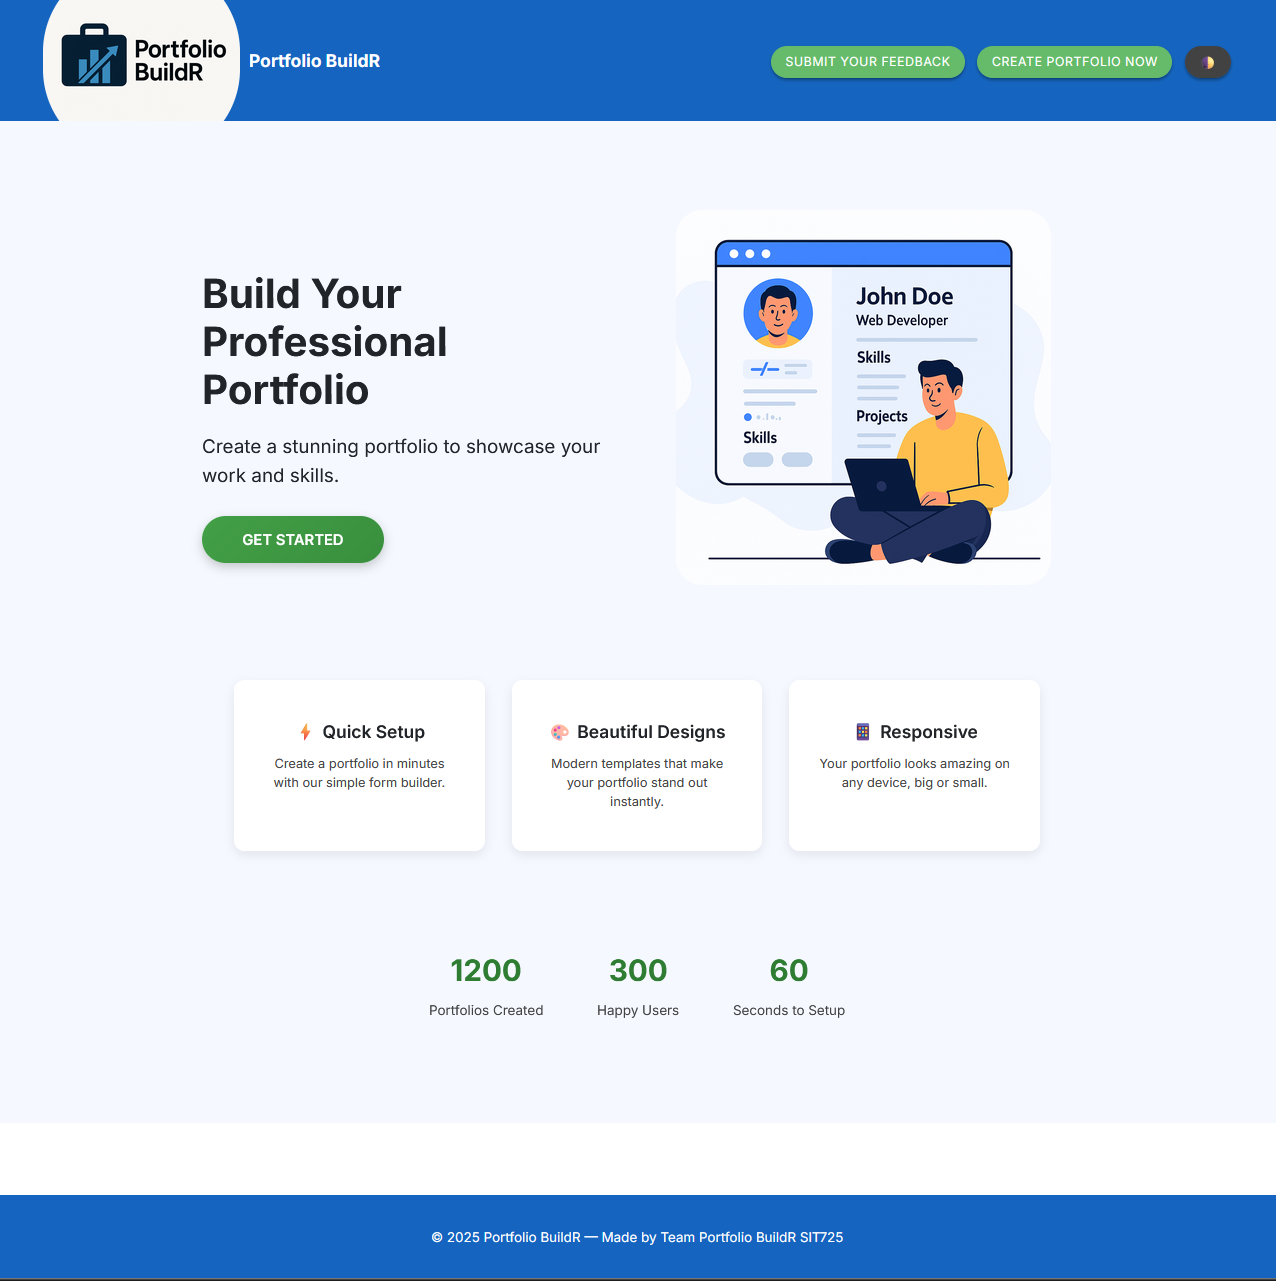 Portfolio
BuildR
Portfolio BuildR
SUBMIT YOUR FEEDBACK
CREATE PORTFOLIO NOW
Build Your
Professional
Portfolio
Create a stunning portfolio to showcase your
work and skills.
GET STARTED
John Doe
Web Developer
Skills
Projects
Skills
Quick Setup
Create a portfolio in minutes
with our simple form builder.
Beautiful Designs
Modern templates that make
your portfolio stand out
instantly.
Responsive
Your portfolio looks amazing on
any device, big or small.
1200
Portfolios Created
300
Happy Users
60
Seconds to Setup
© 2025 Portfolio BuildR — Made by Team Portfolio BuildR SIT725